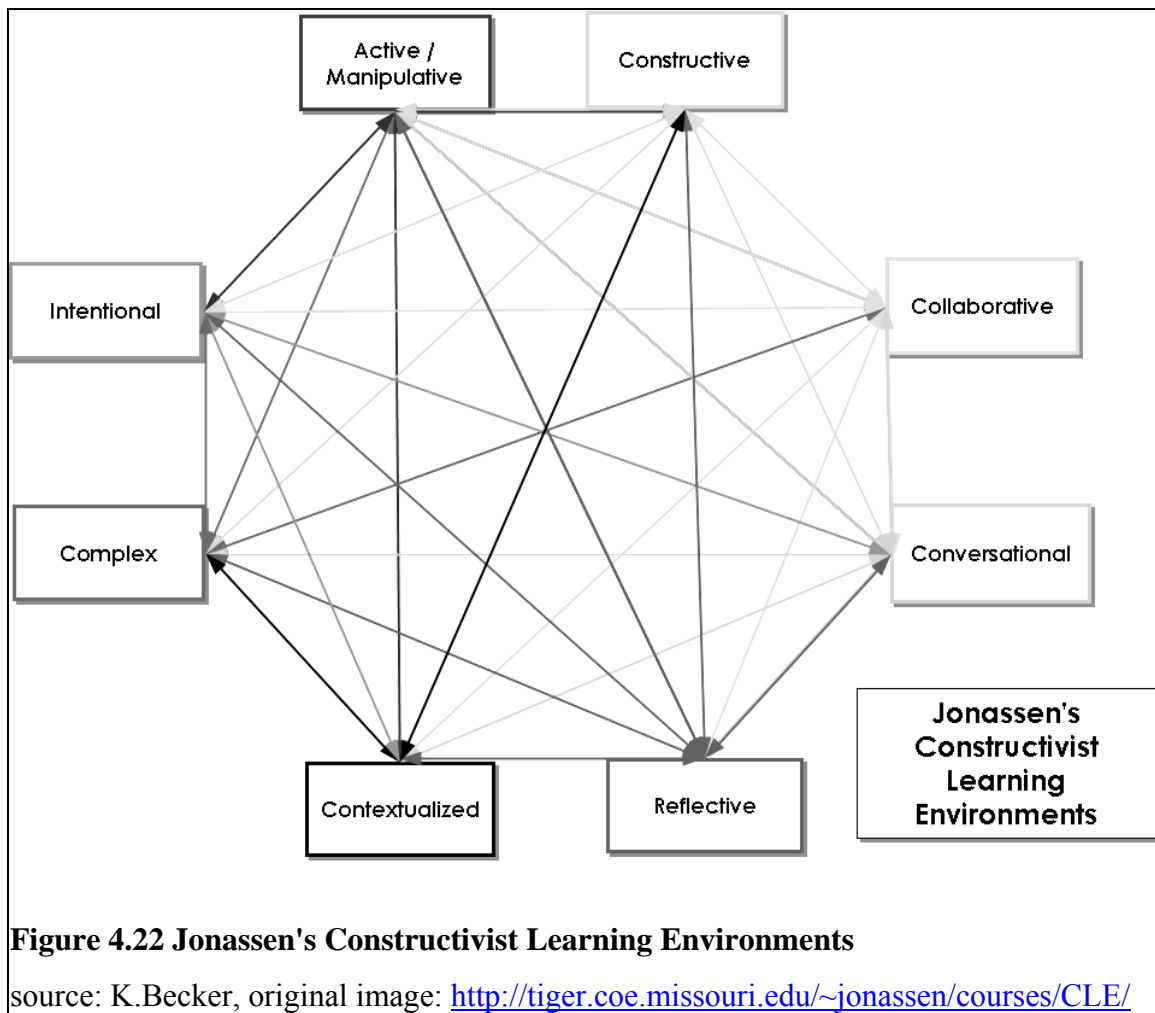 Active /
Manipulative
Constructive
Intentional
Collaborative
Complex
Conversational
Contextualized
Reflective
Jonassen's
Constructivist
Learning
Environments
Figure 4.22 Jonassen's Constructivist Learning Environments
source: K.Becker, original image: http://tiger.coe.missouri.edu/~jonassen/courses/CLE/